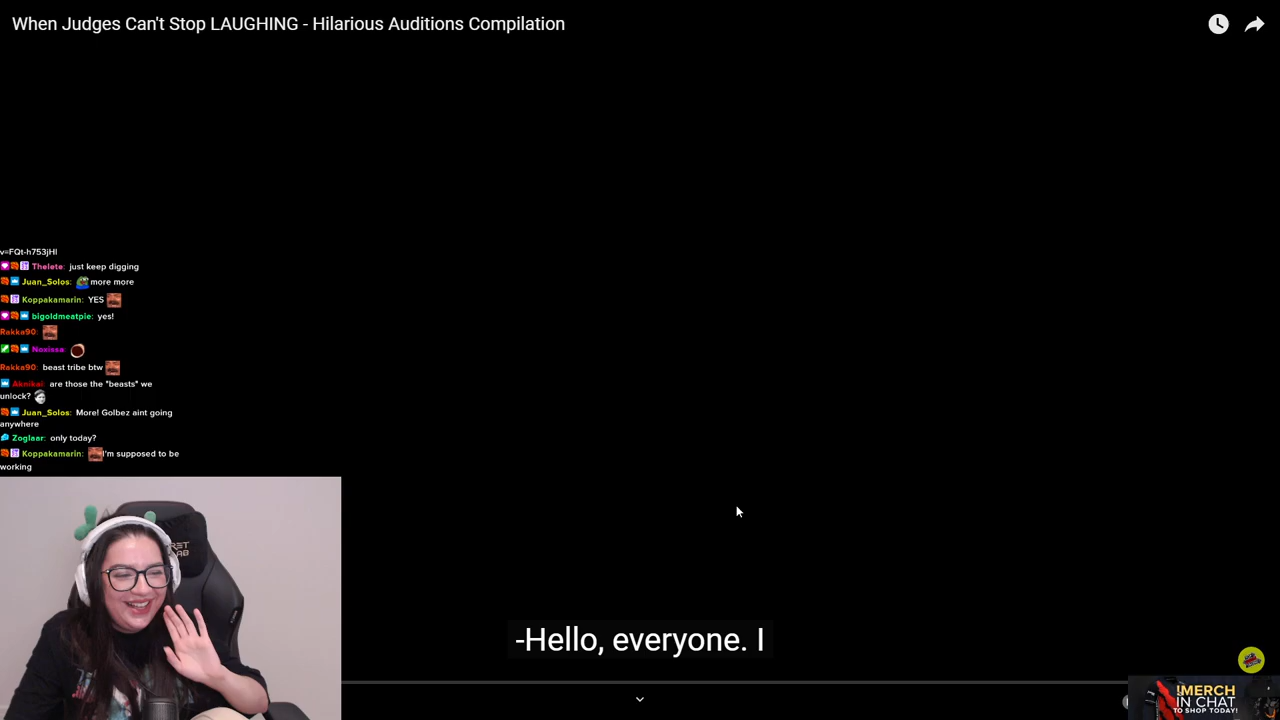 When Judges Can't Stop LAUGHING - Hilarious Auditions Compilation
v=FQt-h753jHI
Thelete: just keep digging
Juan_Solos: more more
Koppakamarin: YES
bigoldmeatpie: yes!
Rakka90:
Noxissa:
Rakka90: beast tribe btw
Aknikai: are those the "beasts" we
unlock?
Juan_Solos: More! Golbez aint going
anywhere
Zoglaar: only today?
Koppakamarin: I'm supposed to be
working
-Hello, everyone. I
!MERCH
IN CHAT
TO SHOP TODAY!